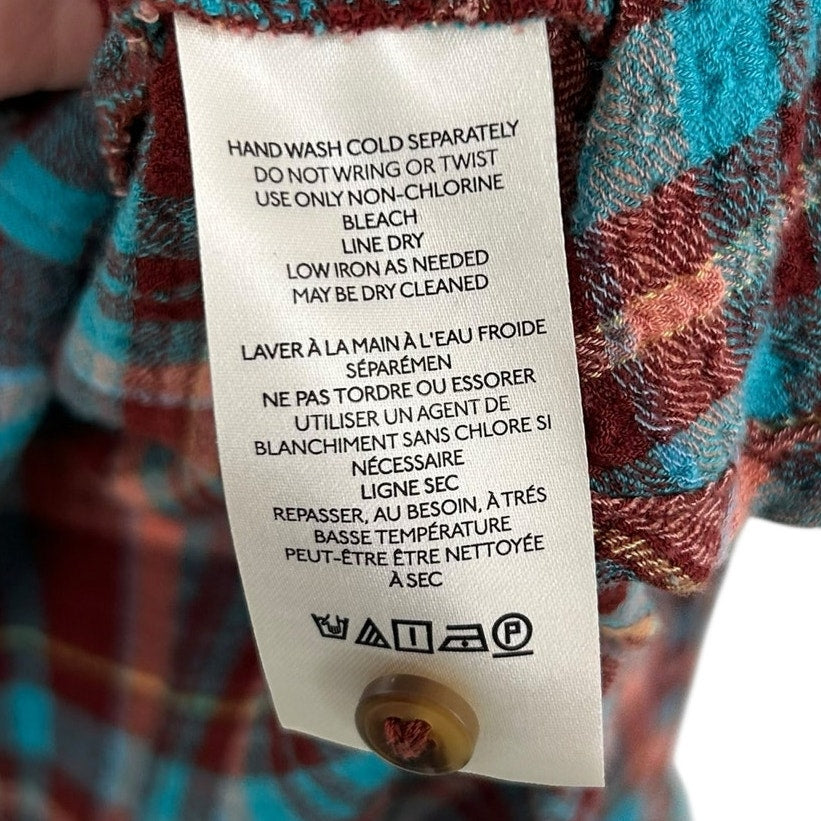 HAND WASH COLD SEPARATELY
DO NOT WRING OR TWIST
USE ONLY NON-CHLORINE
BLEACH
LINE DRY
LOW IRON AS NEEDED
MAY BE DRY CLEANED
LAVER À LA MAIN À L'EAU FROIDE
SÉPARÉMEN
NE PAS TORDRE OU ESSORER
UTILISER UN AGENT DE
BLANCHIMENT SANS CHLORE SI
NÉCESSAIRE
LIGNE SEC
REPASSER, AU BESOIN, À TRÉS
BASSE TEMPÉRATURE
PEUT-ÊTRE ÊTRE NETTOYÉE
À SEC
P